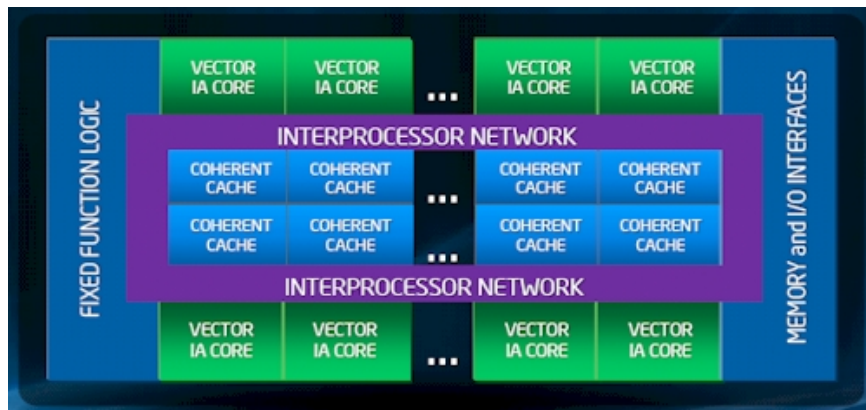 FIXED FUNCTION LOGIC
VECTOR IA CORE
VECTOR IA CORE
...
VECTOR IA CORE
VECTOR IA CORE
INTERPROCESSOR NETWORK
COHERENT CACHE
COHERENT CACHE
...
COHERENT CACHE
COHERENT CACHE
COHERENT CACHE
COHERENT CACHE
...
COHERENT CACHE
COHERENT CACHE
INTERPROCESSOR NETWORK
VECTOR IA CORE
VECTOR IA CORE
...
VECTOR IA CORE
VECTOR IA CORE
MEMORY and I/O INTERFACES